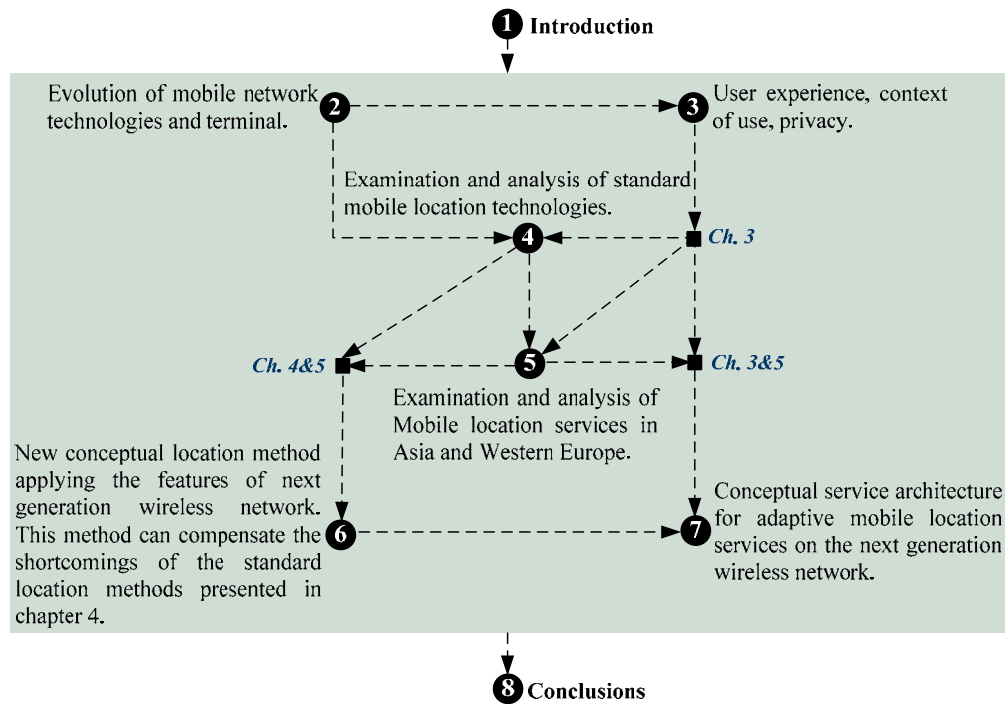 1 Introduction
Evolution of mobile network
technologies and terminal.
2
3
User experience, context
of use, privacy.
Examination and analysis of standard
mobile location technologies.
4
Ch. 3
Ch. 4&5
5
Ch. 3&5
Examination and analysis of
Mobile location services in
Asia and Western Europe.
New conceptual location method
applying the features of next
generation wireless network.
This method can compensate the
shortcomings of the standard
location methods presented in
chapter 4.
6
7
Conceptual service architecture
for adaptive mobile location
services on the next generation
wireless network.
8 Conclusions